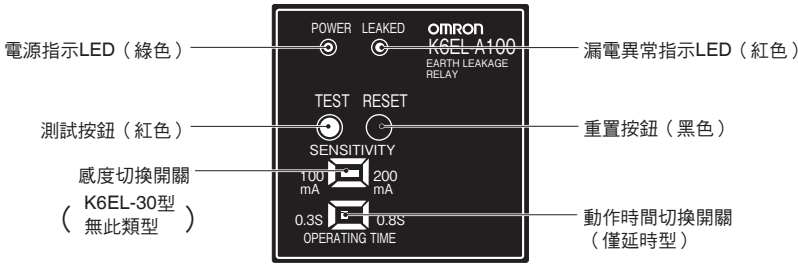 POWER LEAKED OMRON
K6EL-A100
EARTH LEAKAGE
RELAY
TEST RESET
SENSITIVITY
100
mA
200
mA
0.3S 0.8S
OPERATING TIME
電源指示LED（綠色）
測試按鈕（紅色）
感度切換開關
（K6EL-30型
無此類型）
漏電異常指示LED（紅色）
重置按鈕（黑色）
動作時間切換開關
（僅延時型）